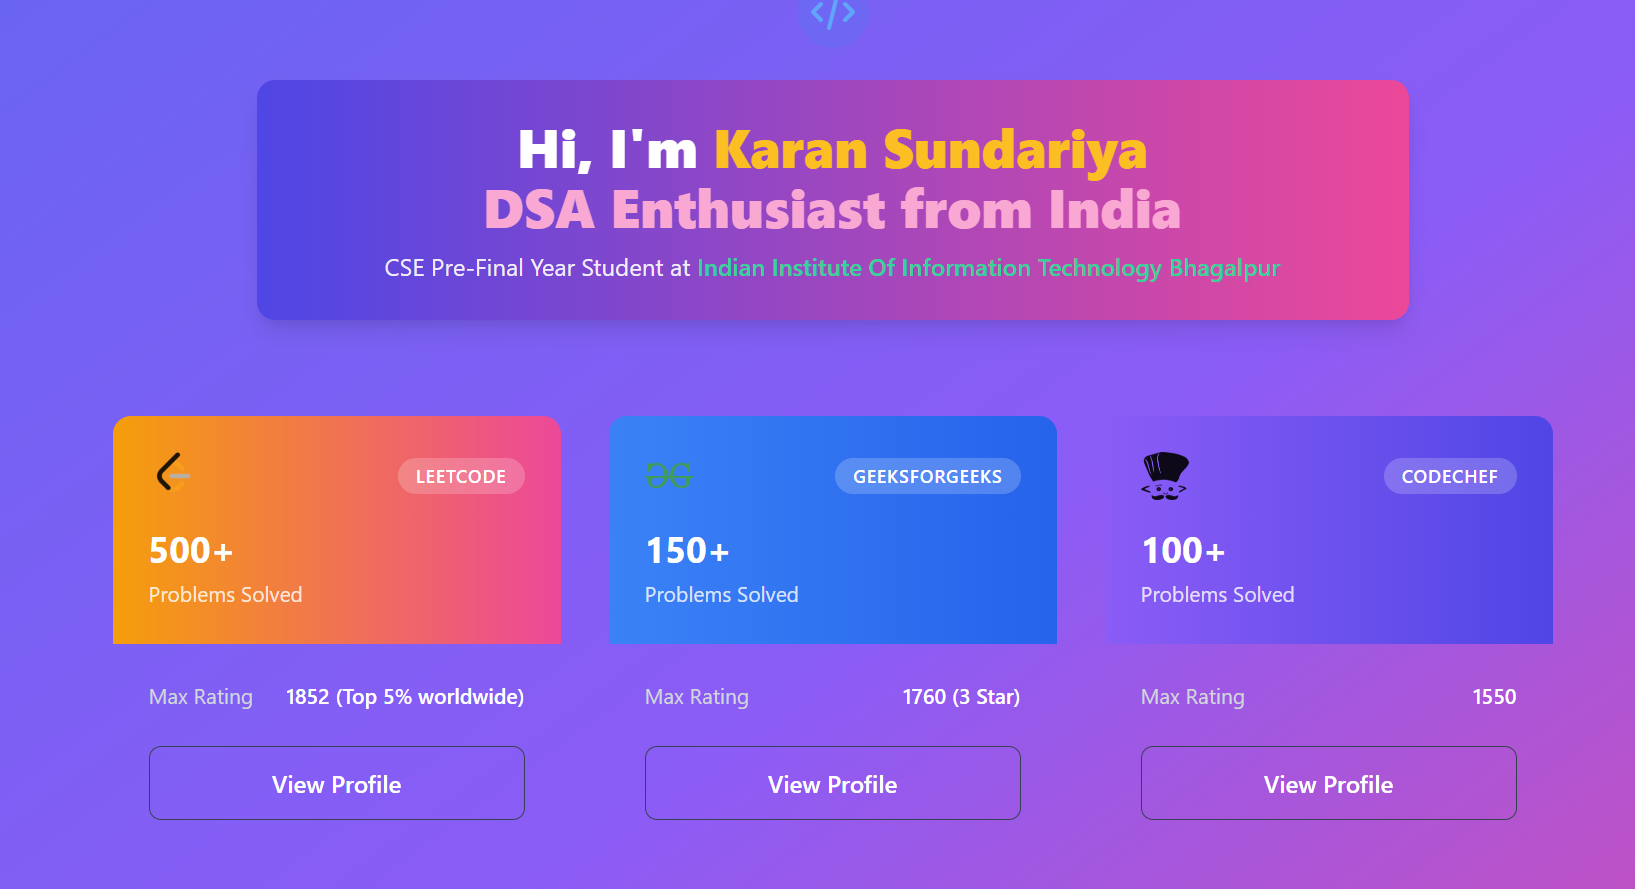 Hi, I'm Karan Sundariya
DSA Enthusiast from India
CSE Pre-Final Year Student at Indian Institute Of Information Technology Bhagalpur
LEETCODE
500+
Problems Solved
Max Rating 1852 (Top 5% worldwide)
View Profile
GEEKSFORGEEKS
150+
Problems Solved
Max Rating 1760 (3 Star)
View Profile
CODECHEF
100+
Problems Solved
Max Rating 1550
View Profile